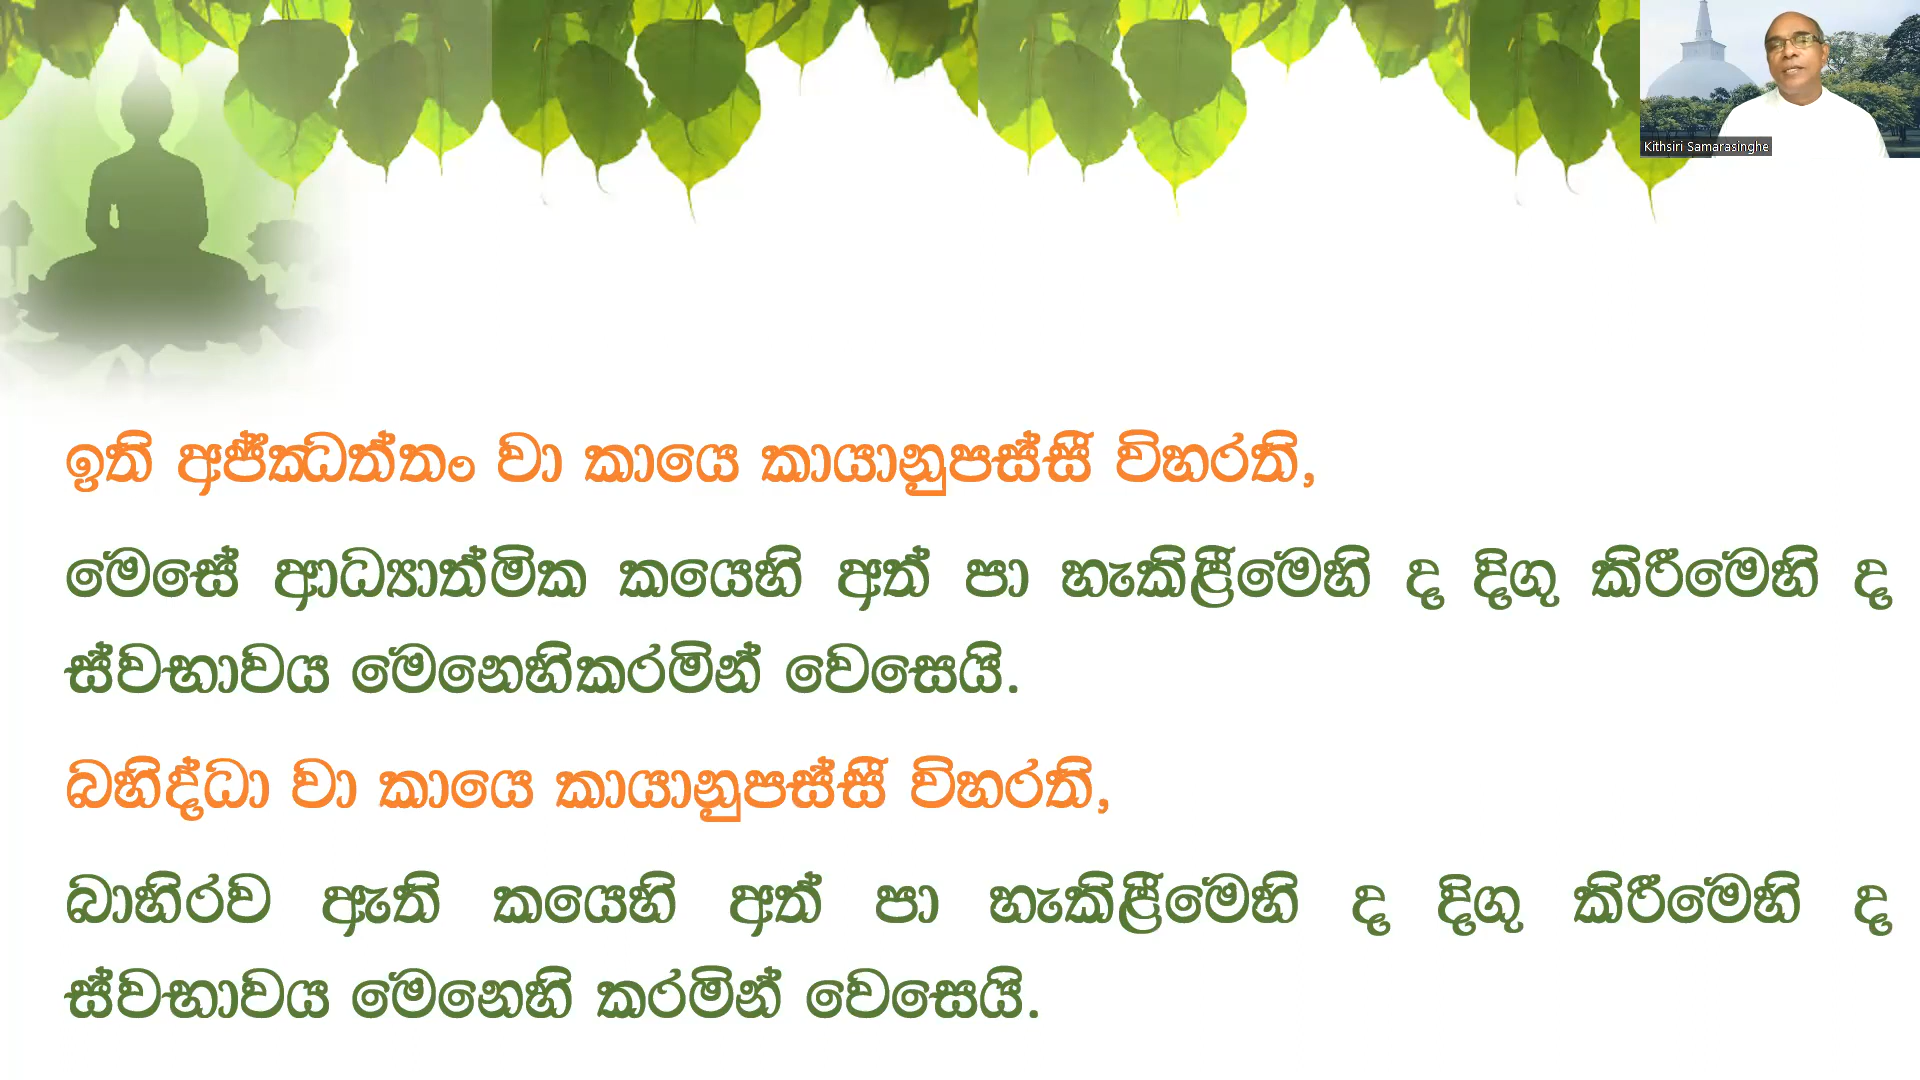 Kithsiri Samarasinghe
ඉති අජ්ඣත්තං වා කායෙ කායානුපස්සී විහරති,
මෙසේ ආධ්‍යාත්මික කයෙහි අත් පා හැකිළීමෙහි ද දිගු කිරීමෙහි ද
ස්වභාවය මෙනෙහිකරමින් වෙසෙයි.
බහිද්ධා වා කායෙ කායානුපස්සී විහරති,
බාහිරව ඇති කයෙහි අත් පා හැකිළීමෙහි ද දිගු කිරීමෙහි ද
ස්වභාවය මෙනෙහි කරමින් වෙසෙයි.